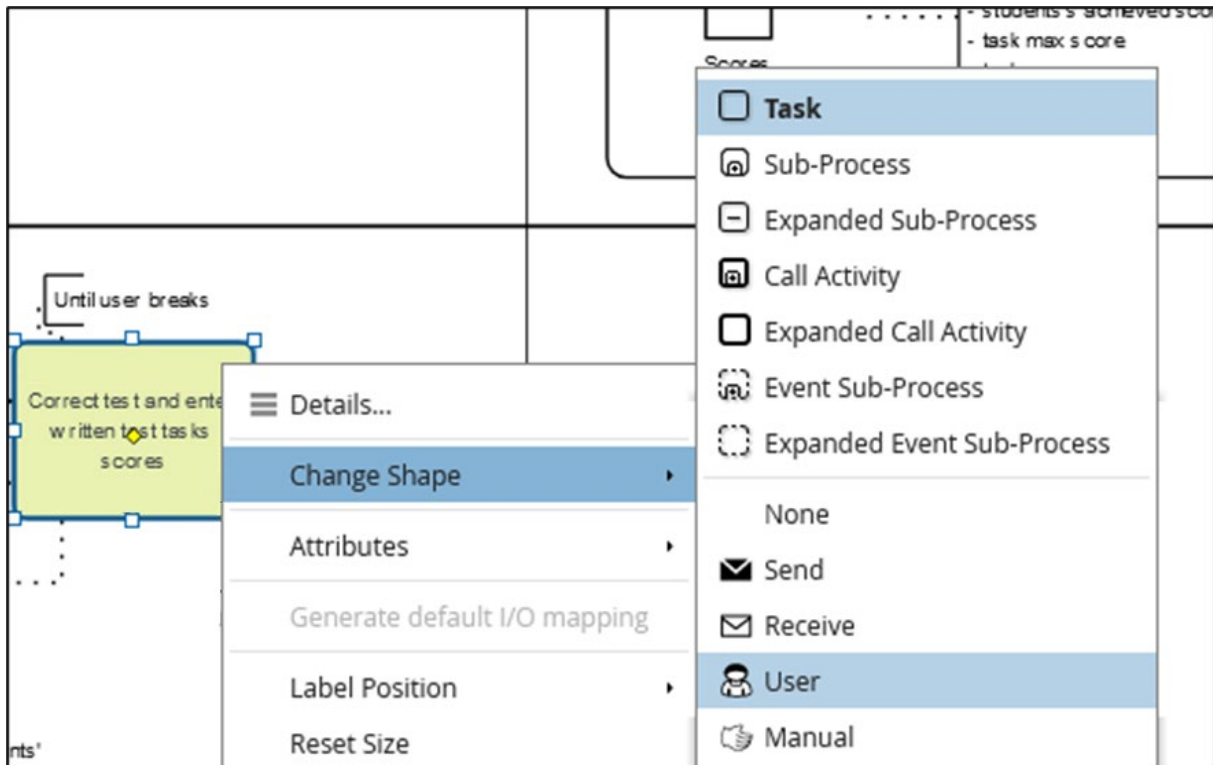 - students's achieved sco
- task max score
Scores
Task
Sub-Process
Expanded Sub-Process
Call Activity
Expanded Call Activity
Event Sub-Process
Expanded Event Sub-Process
None
Send
Receive
User
Manual
Until user breaks
Correct test and ente
written test tasks
scores
Details...
Change Shape
Attributes
Generate default I/O mapping
Label Position
Reset Size
nts'